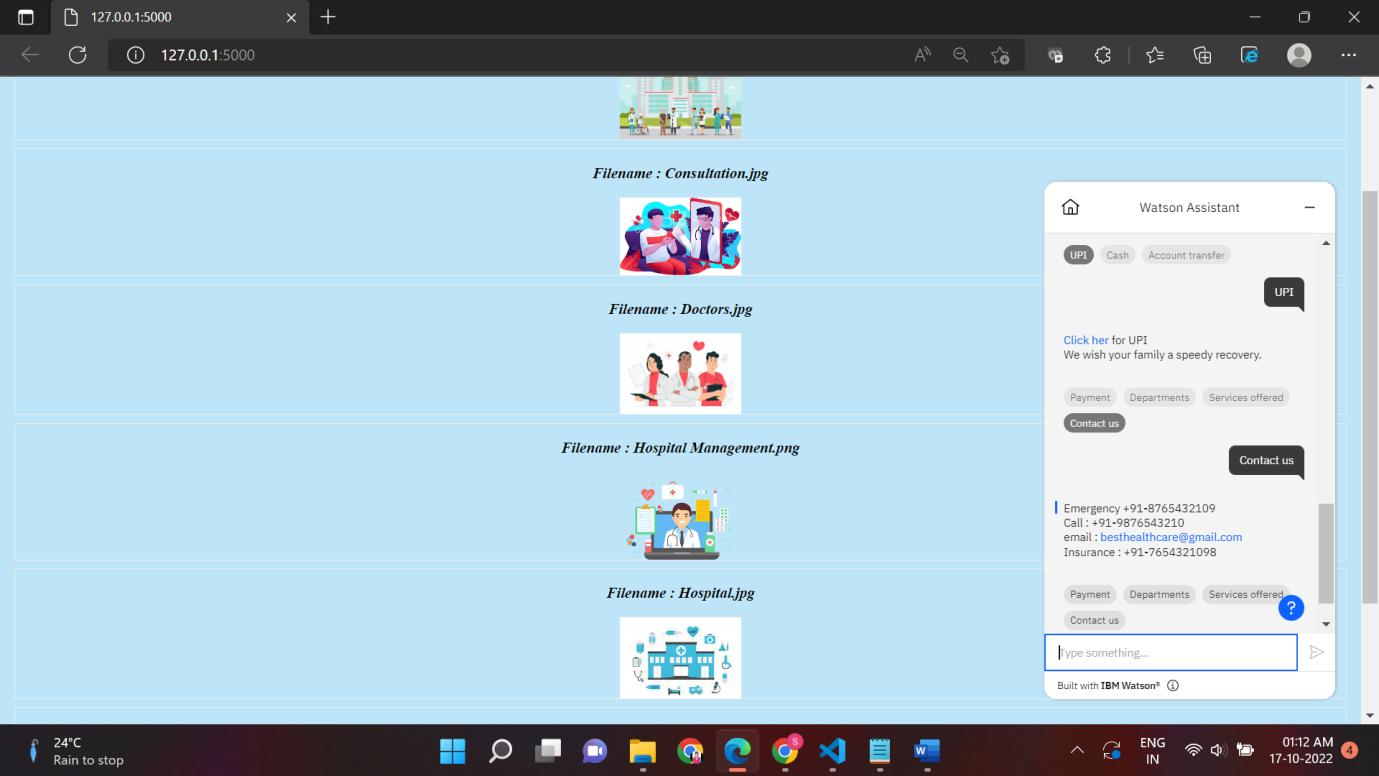 127.0.0.1:5000
127.0.0.1:5000
Filename : Consultation.jpg
Filename : Doctors.jpg
Filename : Hospital Management.png
Filename : Hospital.jpg
Watson Assistant
UPI Cash Account transfer
UPI
Click her for UPI
We wish your family a speedy recovery.
Payment Departments Services offered
Contact us
Contact us
Emergency +91-8765432109
Call : +91-9876543210
email : besthealthcare@gmail.com
Insurance : +91-7654321098
Payment Departments Services offered
Contact us
?
Type something...
Built with IBM Watson®
24°C
Rain to stop
S
ENG
IN
01:12 AM
17-10-2022
4